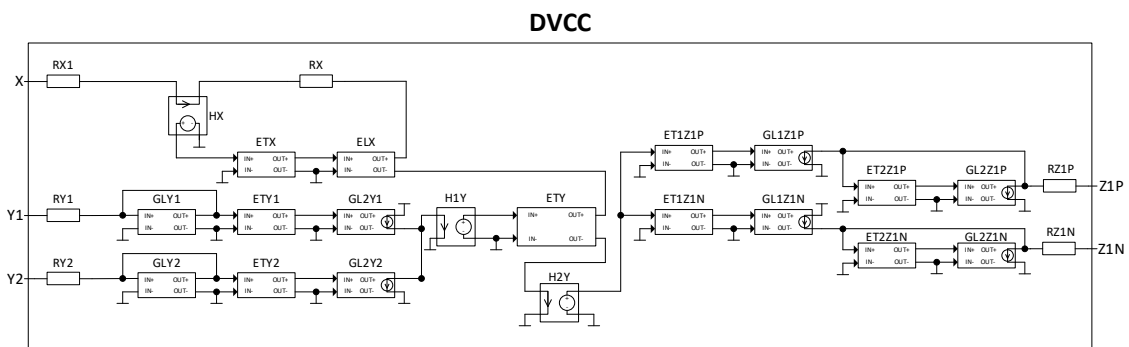 DVCC
X RX1 RX
HX
+ -
ETX ELX
IN+ OUT+ IN+ OUT+
IN- OUT- IN- OUT-
ET1Z1P GL1Z1P
IN+ OUT+ IN+ OUT+
IN- OUT- IN- OUT-
ET2Z1P GL2Z1P RZ1P Z1P
IN+ OUT+ IN+ OUT+
IN- OUT- IN- OUT-
Y1 RY1 GLY1 ETY1 GL2Y1 H1Y ETY
IN+ OUT+ IN+ OUT+ IN+ OUT+ + - IN+ OUT+
IN- OUT- IN- OUT- IN- OUT- IN- OUT-
ET1Z1N GL1Z1N
IN+ OUT+ IN+ OUT+
IN- OUT- IN- OUT-
ET2Z1N GL2Z1N RZ1N Z1N
IN+ OUT+ IN+ OUT+
IN- OUT- IN- OUT-
Y2 RY2 GLY2 ETY2 GL2Y2
IN+ OUT+ IN+ OUT+ IN+ OUT+
IN- OUT- IN- OUT- IN- OUT-
H2Y
+ -